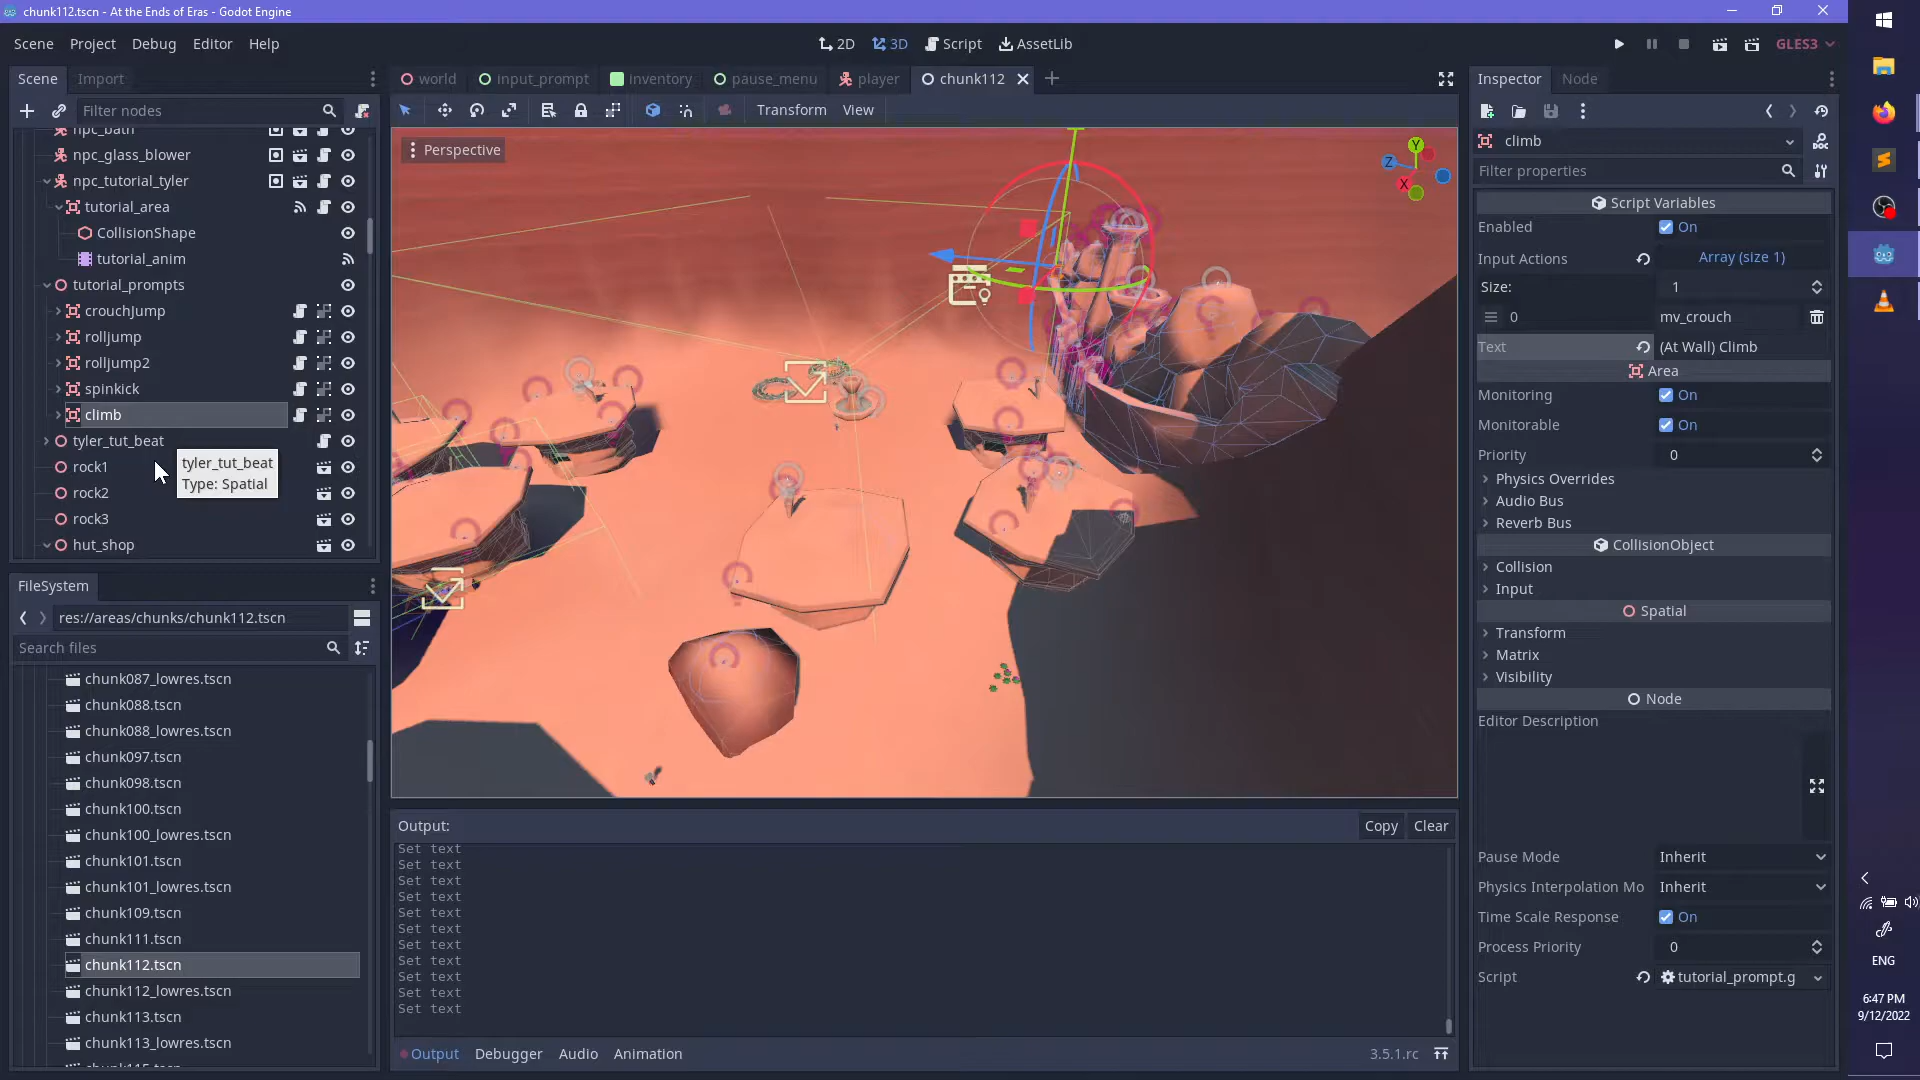 chunk112.tscn - At the Ends of Eras - Godot Engine
Scene Project Debug Editor Help
2D 3D Script AssetLib
GLES3
Scene Import
world input_prompt inventory pause_menu player chunk112
Inspector Node
Filter nodes
Transform View
Perspective
Y
Z
X
npc_bath
npc_glass_blower
npc_tutorial_tyler
tutorial_area
CollisionShape
tutorial_anim
tutorial_prompts
crouchJump
rolljump
rolljump2
spinkick
climb
tyler_tut_beat
rock1
rock2
rock3
hut_shop
tyler_tut_beat
Type: Spatial
FileSystem
res://areas/chunks/chunk112.tscn
Search files
chunk087_lowres.tscn
chunk088.tscn
chunk088_lowres.tscn
chunk097.tscn
chunk098.tscn
chunk100.tscn
chunk100_lowres.tscn
chunk101.tscn
chunk101_lowres.tscn
chunk109.tscn
chunk111.tscn
chunk112.tscn
chunk112_lowres.tscn
chunk113.tscn
chunk113_lowres.tscn
Output:
Copy Clear
Set text
Set text
Set text
Set text
Set text
Set text
Set text
Set text
Set text
Set text
Set text
Output Debugger Audio Animation
3.5.1.rc
climb
DOC
Filter properties
Script Variables
Enabled On
Input Actions Array (size 1)
Size: 1
0 mv_crouch
Text (At Wall) Climb
Area
Monitoring On
Monitorable On
Priority 0
Physics Overrides
Audio Bus
Reverb Bus
CollisionObject
Collision
Input
Spatial
Transform
Matrix
Visibility
Node
Editor Description
Pause Mode Inherit
Physics Interpolation Mo Inherit
Time Scale Response On
Process Priority 0
Script tutorial_prompt.g
ENG
6:47 PM
9/12/2022